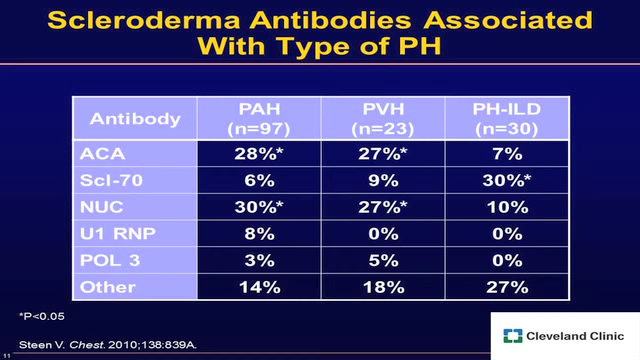 Scleroderma Antibodies Associated
With Type of PH
Antibody PAH (n=97) PVH (n=23) PH-ILD (n=30)
ACA 28%* 27%* 7%
Scl-70 6% 9% 30%*
NUC 30%* 27%* 10%
U1 RNP 8% 0% 0%
POL 3 3% 5% 0%
Other 14% 18% 27%
*P<0.05
Steen V. Chest. 2010;138:839A.
11
Cleveland Clinic